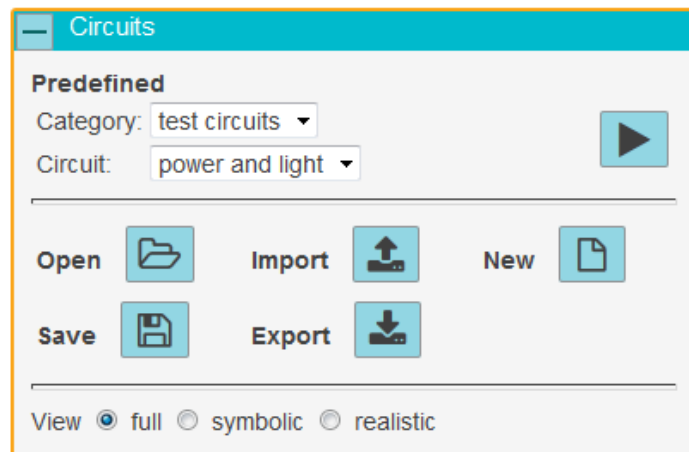 Circuits
Predefined
Category: test circuits
Circuit: power and light
Open Import New
Save Export
View full symbolic realistic